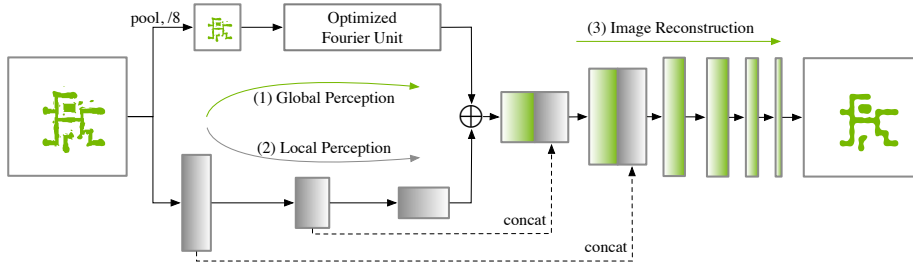 pool, /8
Optimized
Fourier Unit
(3) Image Reconstruction
(1) Global Perception
(2) Local Perception
concat
concat